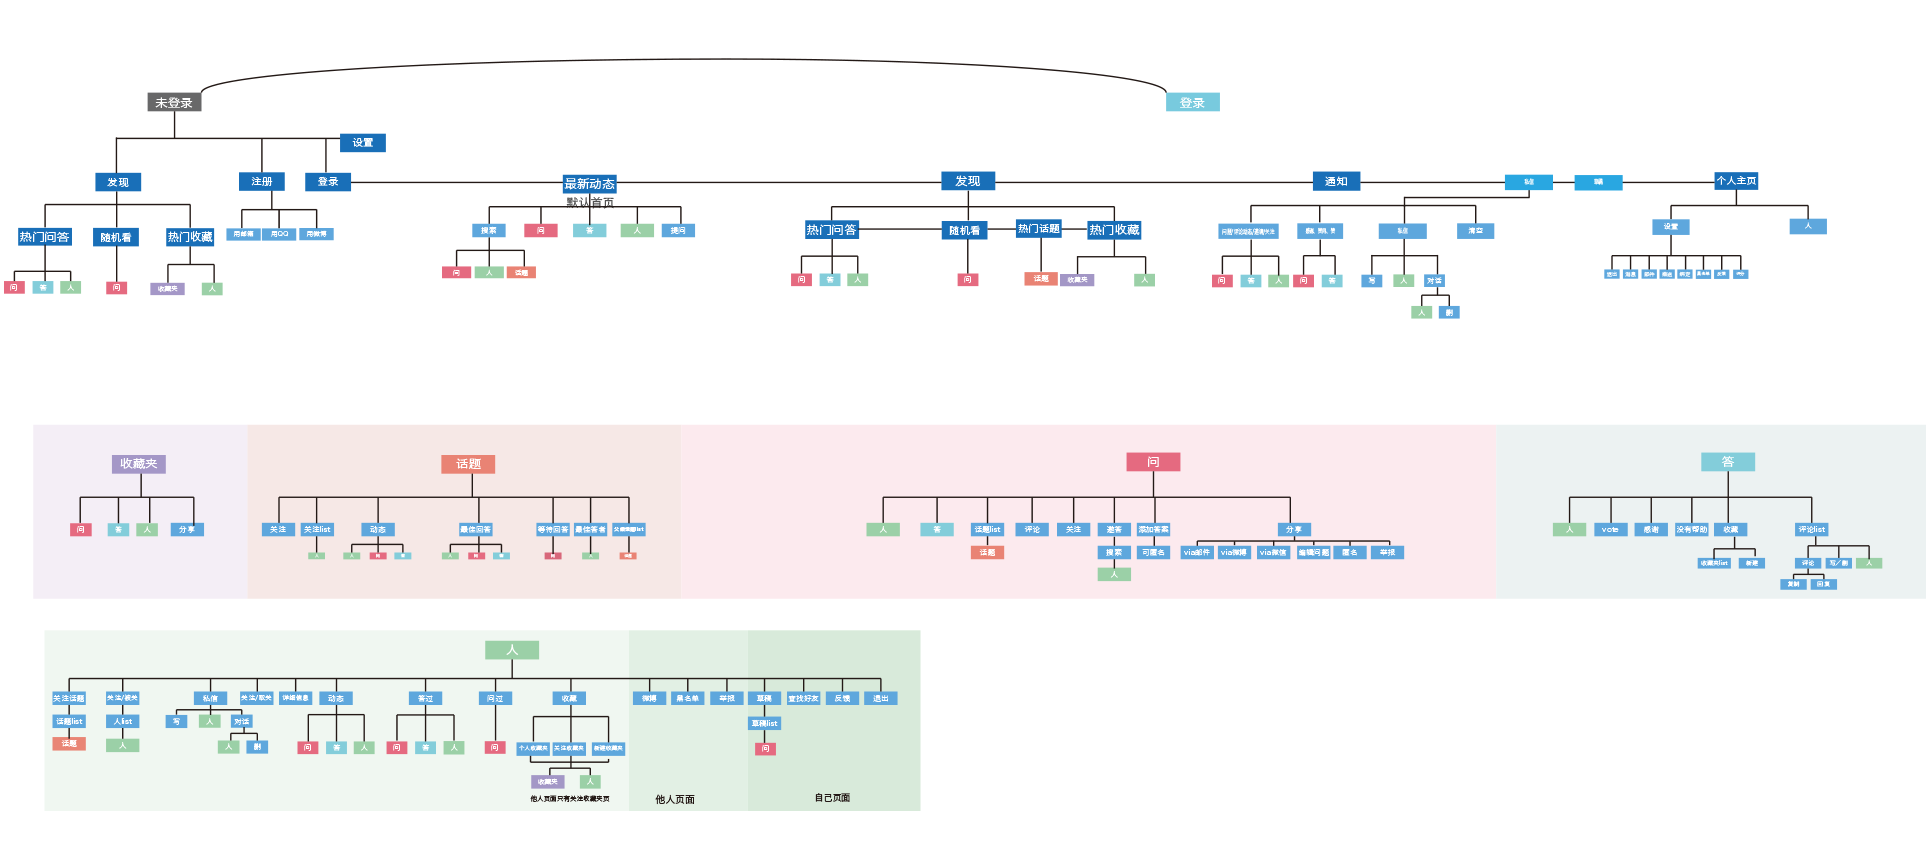 未登录
登录
设置
发现
注册
登录
最新动态
发现
通知
个人主页
默认首页
热门问答
随机看
热门收藏
用邮箱
用QQ
用微博
搜索
问
答
人
提问
热门问答
随机看
热门话题
热门收藏
私信
清空
设置
人
问
答
人
问
收藏夹
人
问
人
话题
问
答
人
问
话题
收藏夹
人
问
答
人
问
答
写
人
对话
人
删
收藏夹
话题
问
答
问
答
人
分享
关注
关注list
动态
最佳回答
等待回答
最佳答者
人
答
话题list
评论
关注
邀答
添加答案
分享
人
vote
感谢
没有帮助
收藏
评论list
话题
搜索
可匿名
via邮件
via微博
via微信
编辑问题
匿名
举报
人
收藏夹list
新建
评论
写/删
人
复制
回复
人
关注话题
关注/被关
私信
关注/取关
详细信息
动态
答过
问过
收藏
微博
黑名单
举报
草稿
查找好友
反馈
退出
话题list
人list
写
人
对话
草稿list
话题
人
人
删
问
答
人
问
答
人
问
个人收藏夹
关注收藏夹
新建收藏夹
问
收藏夹
人
他人页面只有关注收藏夹页
他人页面
自己页面